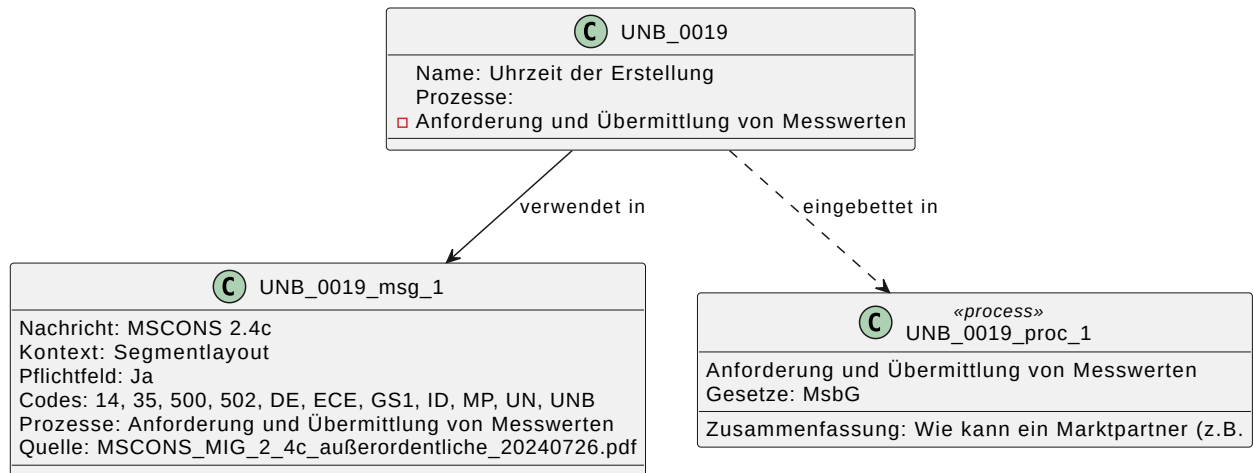 C UNB_0019
Name: Uhrzeit der Erstellung
Prozesse:
Anforderung und Übermittlung von Messwerten
verwendet in
eingebettet in
C UNB_0019_msg_1
Nachricht: MSCONS 2.4c
Kontext: Segmentlayout
Pflichtfeld: Ja
Codes: 14, 35, 500, 502, DE, ECE, GS1, ID, MP, UN, UNB
Prozesse: Anforderung und Übermittlung von Messwerten
Quelle: MSCONS_MIG_2_4c_außerordentliche_20240726.pdf
«process»
C UNB_0019_proc_1
Anforderung und Übermittlung von Messwerten
Gesetze: MsbG
Zusammenfassung: Wie kann ein Marktpartner (z.B.